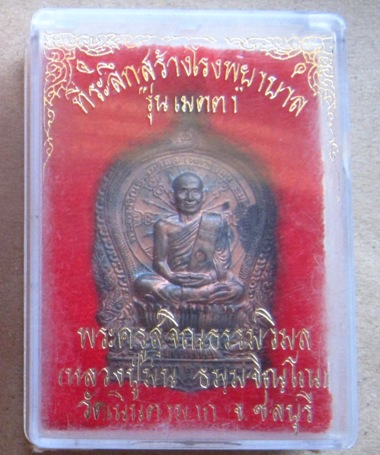 ที่ระลึกสร้างโรงพยาบาล
รุ่นเมตตา
พระครูสุจิณธรรมวิมล
(หลวงปู่ม่น ธมฺมจิณฺโณ)
วัดเนินตามาก จ.ชลบุรี